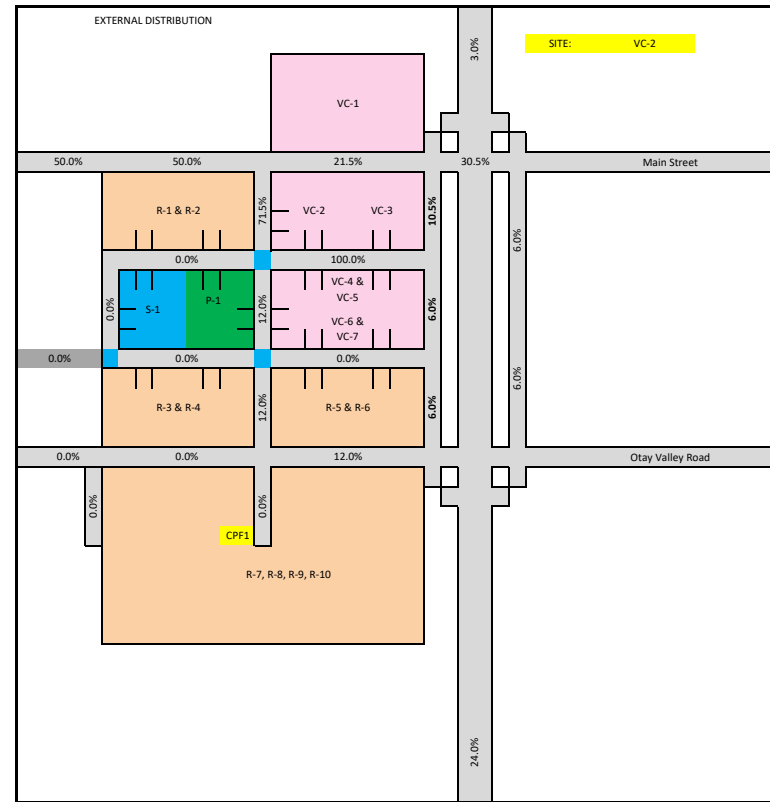 EXTERNAL DISTRIBUTION
3.0%
SITE: VC-2
VC-1
50.0% 50.0% 21.5% 30.5% Main Street
R-1 & R-2
71.5%
VC-2 VC-3
10.5%
6.0%
0.0% 100.0%
0.0%
S-1
P-1
12.0%
VC-4 &
VC-5
VC-6 &
VC-7
6.0%
0.0% 0.0% 0.0%
6.0%
R-3 & R-4
12.0%
R-5 & R-6
6.0%
0.0% 0.0% 12.0% Otay Valley Road
0.0%
0.0%
CPF1
R-7, R-8, R-9, R-10
24.0%